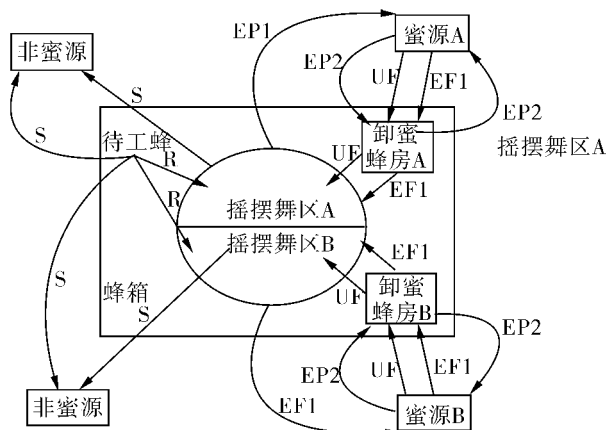 EP1
蜜源A
非蜜源
EP2
UF
EF1
S
EP2
S
待工蜂
R
卸蜜
蜂房A
摇摆舞区A
UF
R
EF1
摇摆舞区A
摇摆舞区B
EF1
S
蜂箱
S
UF
卸蜜
蜂房B
EP2
EP2
UF
EF1
非蜜源
EF1
蜜源B